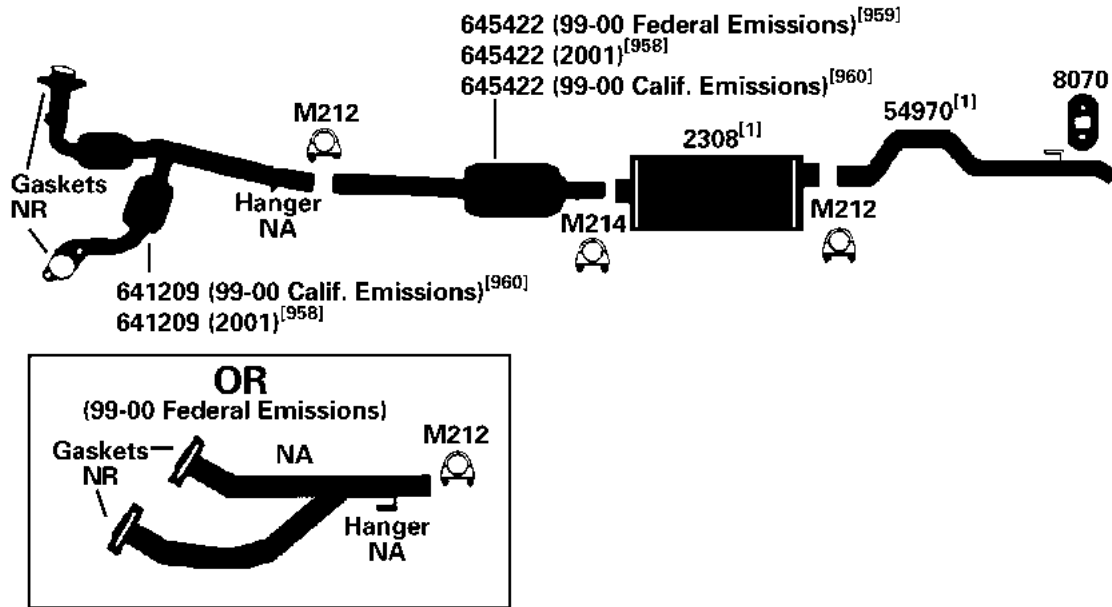 645422 (99-00 Federal Emissions)[959]
645422 (2001)[958]
645422 (99-00 Calif. Emissions)[960]
8070
M212
54970[1]
2308[1]
Gaskets
NR
Hanger
NA
M214
M212
641209 (99-00 Calif. Emissions)[960]
641209 (2001)[958]
OR
(99-00 Federal Emissions)
M212
Gaskets
NR
NA
Hanger
NA